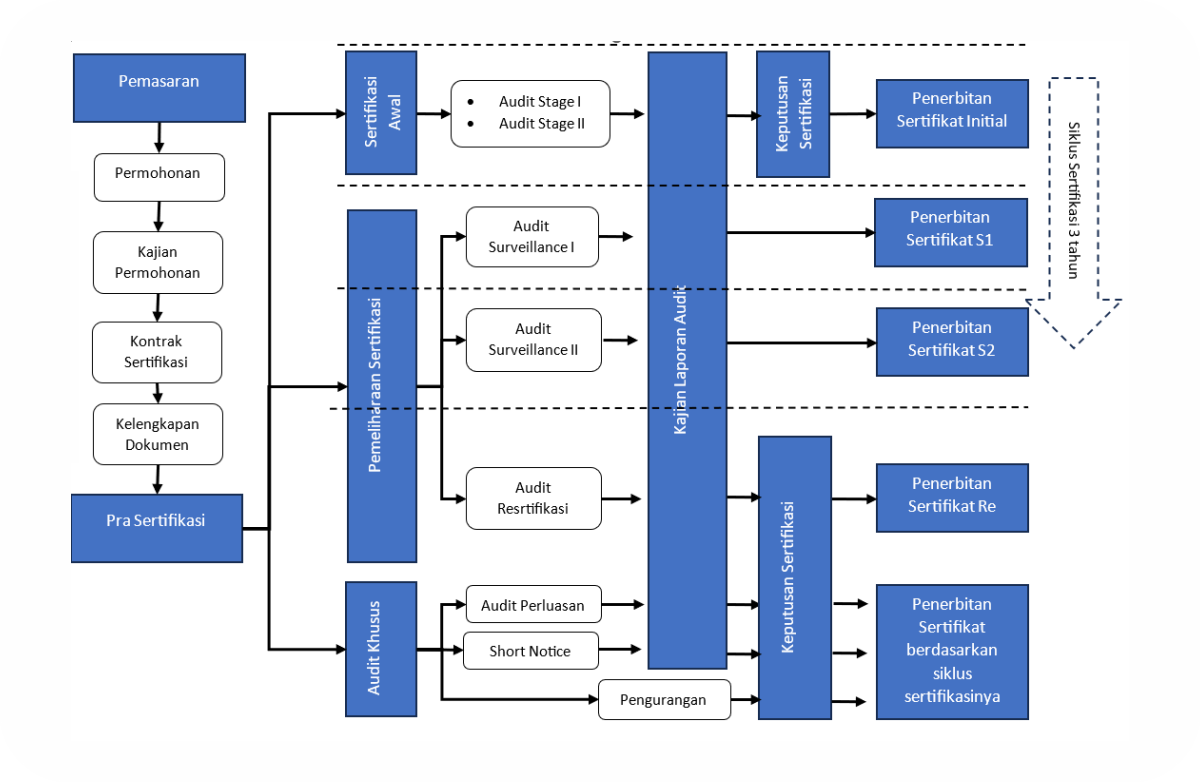 Pemasaran
Permohonan
Kajian
Permohonan
Kontrak
Sertifikasi
Kelengkapan
Dokumen
Pra Sertifikasi
Sertifikasi
Awal
• Audit Stage I
• Audit Stage II
Pemeliharaan Sertifikasi
Audit
Surveillance I
Audit
Surveillance II
Audit
Resrtifikasi
Audit Khusus
Audit Perluasan
Short Notice
Pengurangan
Kajian Laporan Audit
Keputusan
Sertifikasi
Keputusan Sertifikasi
Penerbitan
Sertifikat Initial
Penerbitan
Sertifikat S1
Penerbitan
Sertifikat S2
Penerbitan
Sertifikat Re
Penerbitan
Sertifikat
berdasarkan
siklus
sertifikasinya
Siklus Sertifikasi 3 tahun